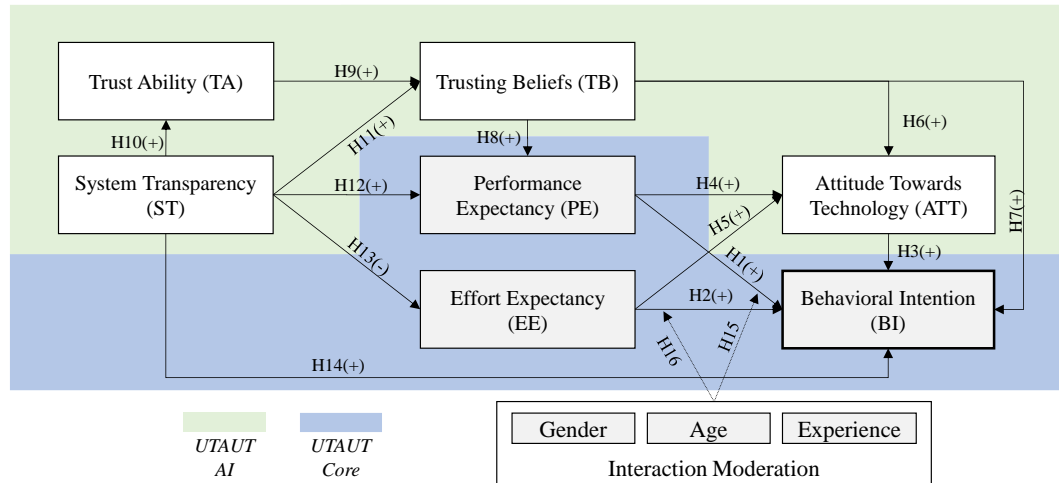 Trust Ability (TA)
H9(+)
Trusting Beliefs (TB)
H10(+)
H11(+)
H8(+)
H6(+)
H7(+)
System Transparency
(ST)
H12(+)
Performance
Expectancy (PE)
H4(+)
H5(+)
Attitude Towards
Technology (ATT)
H13(-)
H1(+)
H3(+)
Effort Expectancy
(EE)
H2(+)
Behavioral Intention
(BI)
H16
H15
H14(+)
UTAUT
AI
UTAUT
Core
Gender
Age
Experience
Interaction Moderation